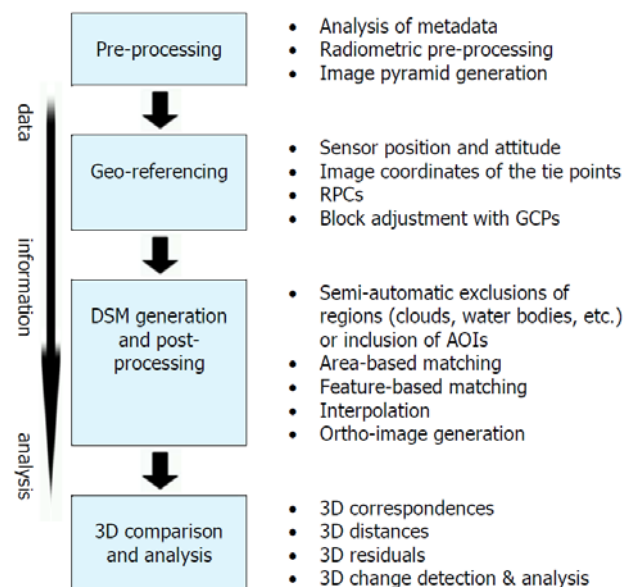 Pre-processing
• Analysis of metadata
• Radiometric pre-processing
• Image pyramid generation
data
Geo-referencing
• Sensor position and attitude
• Image coordinates of the tie points
• RPCs
• Block adjustment with GCPs
information
DSM generation
and post-
processing
• Semi-automatic exclusions of
regions (clouds, water bodies, etc.)
or inclusion of AOIs
• Area-based matching
• Feature-based matching
• Interpolation
• Ortho-image generation
analysis
3D comparison
and analysis
• 3D correspondences
• 3D distances
• 3D residuals
• 3D change detection & analysis